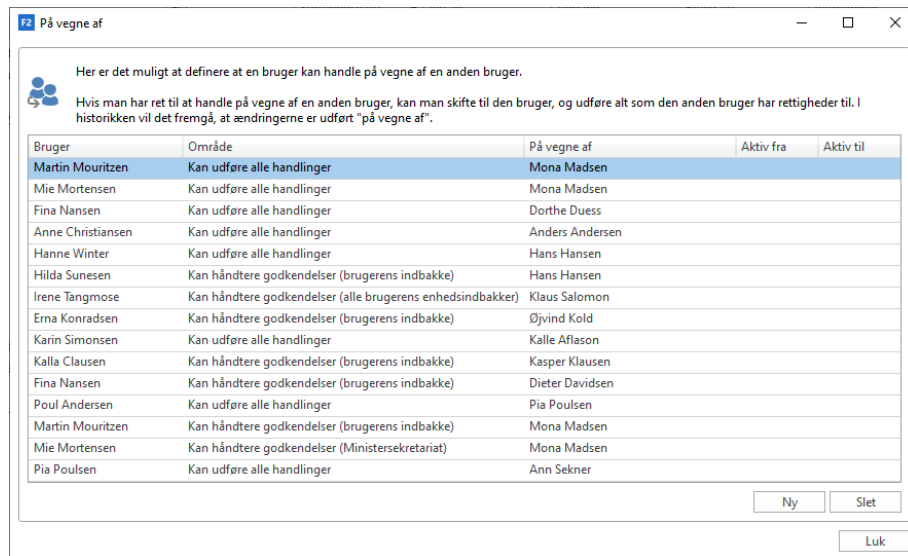 F2 På vegne af
Her er det muligt at definere at en bruger kan handle på vegne af en anden bruger.
Hvis man har ret til at handle på vegne af en anden bruger, kan man skifte til den bruger, og udføre alt som den anden bruger har rettigheder til. I
historikken vil det fremgå, at ændringerne er udført "på vegne af".
Bruger Område På vegne af Aktiv fra Aktiv til
Martin Mouritzen Kan udføre alle handlinger Mona Madsen
Mie Mortensen Kan udføre alle handlinger Mona Madsen
Fina Nansen Kan udføre alle handlinger Dorthe Duess
Anne Christiansen Kan udføre alle handlinger Anders Andersen
Hanne Winter Kan udføre alle handlinger Hans Hansen
Hilda Sunesen Kan håndtere godkendelser (brugerens indbakke) Hans Hansen
Irene Tangmose Kan håndtere godkendelser (alle brugerens enhedsindbakker) Klaus Salomon
Erna Konradsen Kan håndtere godkendelser (brugerens indbakke) Øjvind Kold
Karin Simonsen Kan udføre alle handlinger Kalle Aflason
Kalla Clausen Kan håndtere godkendelser (brugerens indbakke) Kasper Klausen
Fina Nansen Kan håndtere godkendelser (brugerens indbakke) Dieter Davidsen
Poul Andersen Kan udføre alle handlinger Pia Poulsen
Martin Mouritzen Kan håndtere godkendelser (brugerens indbakke) Mona Madsen
Mie Mortensen Kan håndtere godkendelser (Ministersekretariat) Mona Madsen
Pia Poulsen Kan udføre alle handlinger Ann Sekner
Ny Slet
Luk